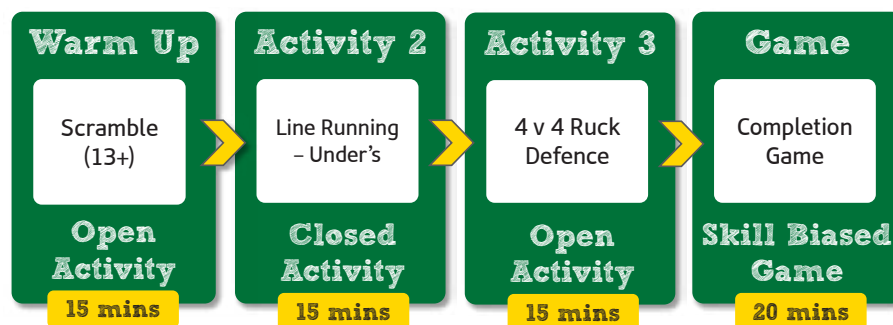 Warm Up
Scramble
(13+)
Open
Activity
15 mins
Activity 2
Line Running
– Under's
Closed
Activity
15 mins
Activity 3
4 v 4 Ruck
Defence
Open
Activity
15 mins
Game
Completion
Game
Skill Biased
Game
20 mins